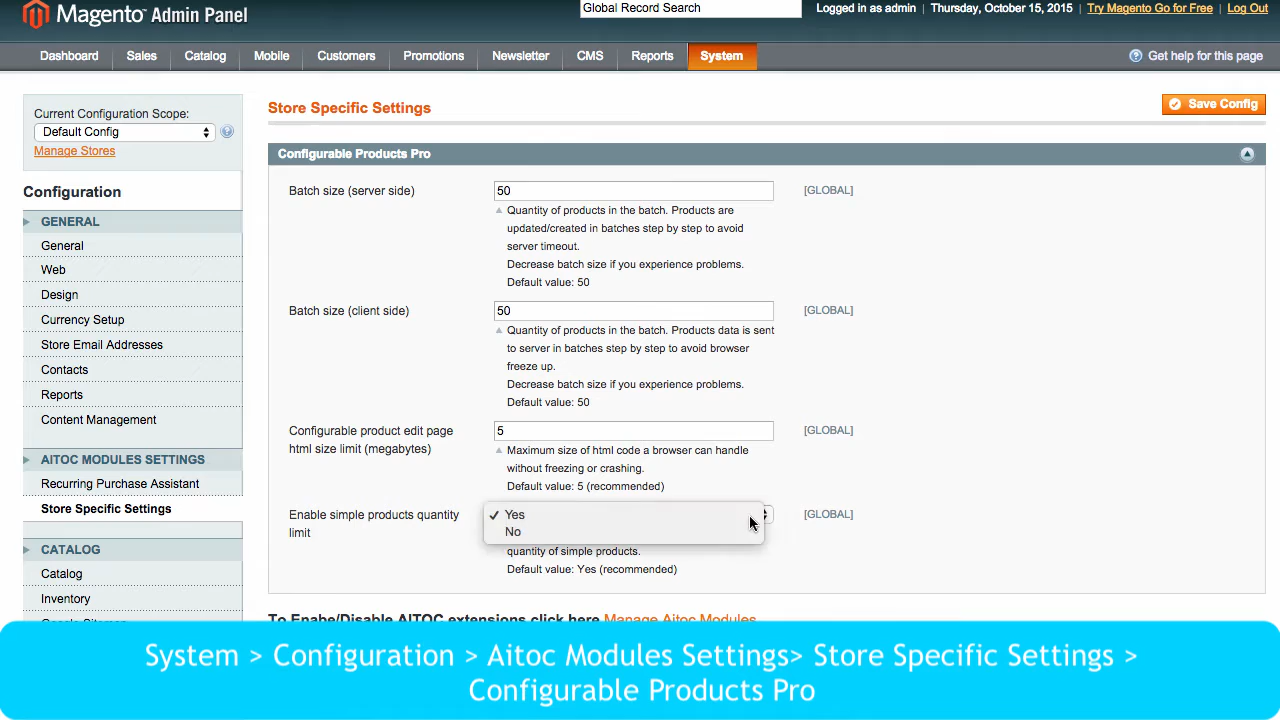 Magento Admin Panel
Global Record Search
Logged in as admin | Thursday, October 15, 2015 | Try Magento Go for Free | Log Out
Dashboard Sales Catalog Mobile Customers Promotions Newsletter CMS Reports System
Get help for this page
Current Configuration Scope:
Default Config
Manage Stores
Configuration
GENERAL
General
Web
Design
Currency Setup
Store Email Addresses
Contacts
Reports
Content Management
AITOC MODULES SETTINGS
Recurring Purchase Assistant
Store Specific Settings
CATALOG
Catalog
Inventory
Store Specific Settings
Save Config
Configurable Products Pro
Batch size (server side)
50
[GLOBAL]
Quantity of products in the batch. Products are
updated/created in batches step by step to avoid
server timeout.
Decrease batch size if you experience problems.
Default value: 50
Batch size (client side)
50
[GLOBAL]
Quantity of products in the batch. Products data is sent
to server in batches step by step to avoid browser
freeze up.
Decrease batch size if you experience problems.
Default value: 50
Configurable product edit page
html size limit (megabytes)
5
[GLOBAL]
Maximum size of html code a browser can handle
without freezing or crashing.
Default value: 5 (recommended)
Enable simple products quantity
limit
✓ Yes
No
[GLOBAL]
quantity of simple products.
Default value: Yes (recommended)
To Enabe/Disable AITOC extensions click here Manage Aitoc Modules
System > Configuration > Aitoc Modules Settings> Store Specific Settings >
Configurable Products Pro